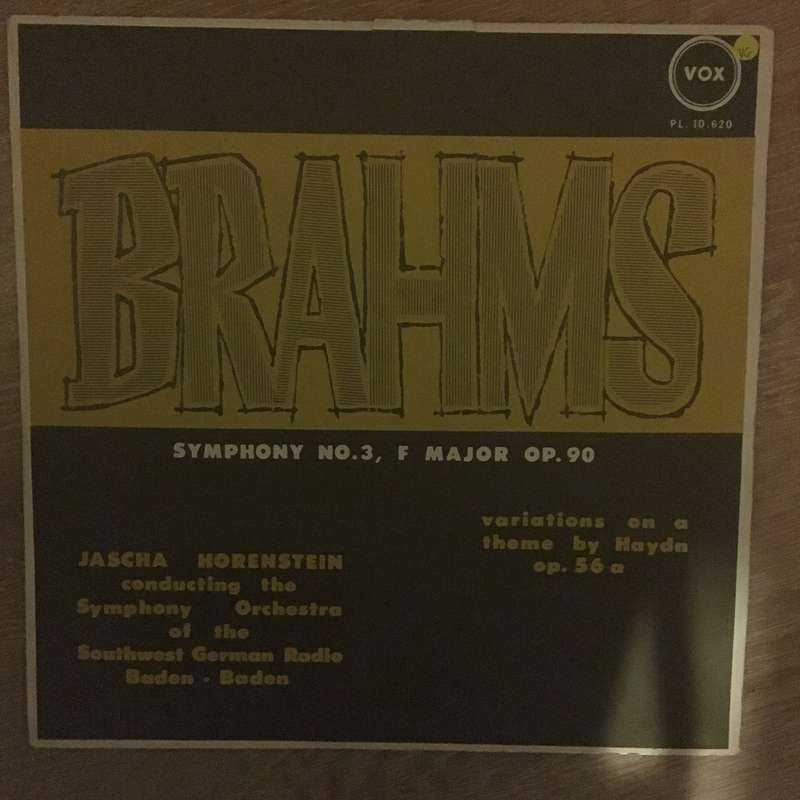 VOX
VG
PL. 10.620
BRAHMS
SYMPHONY NO.3, F MAJOR OP.90
variations on a
theme by Haydn
op. 56 a
JASCHA HORENSTEIN
conducting the
Symphony Orchestra
of the
Southwest German Radio
Baden - Baden